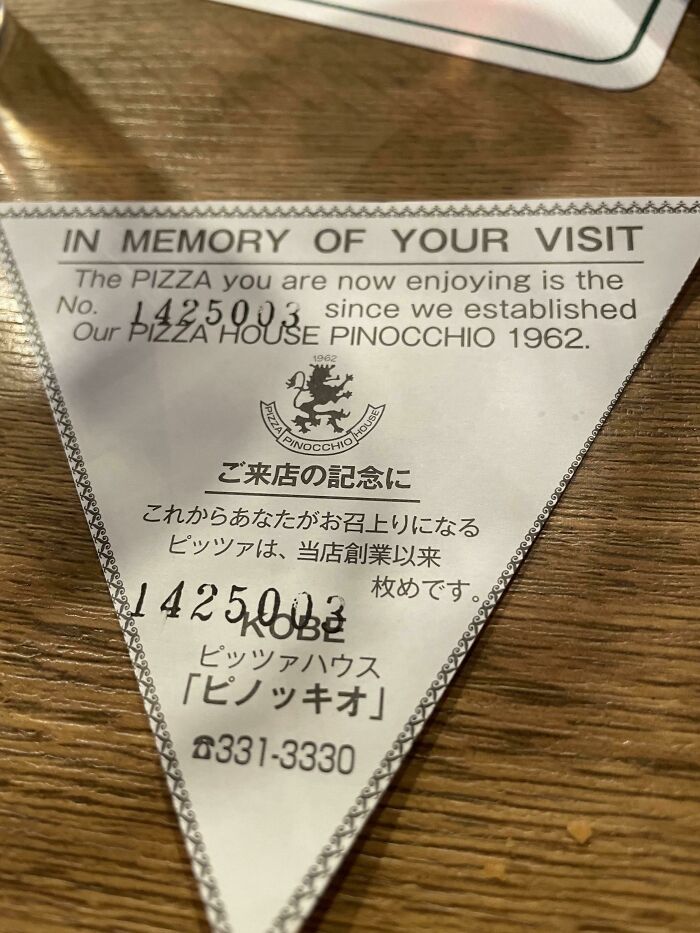 IN MEMORY OF YOUR VISIT
The PIZZA you are now enjoying is the
No. 1425003 since we established
Our PIZZA HOUSE PINOCCHIO 1962.
1962
PIZZA PINOCCHIO HOUSE
ご来店の記念に
これからあなたがお召上りになる
ピッツァは、当店創業以来
1425003 枚めです。
KOBE
ピッツァハウス
「ピノッキオ」
☎331-3330